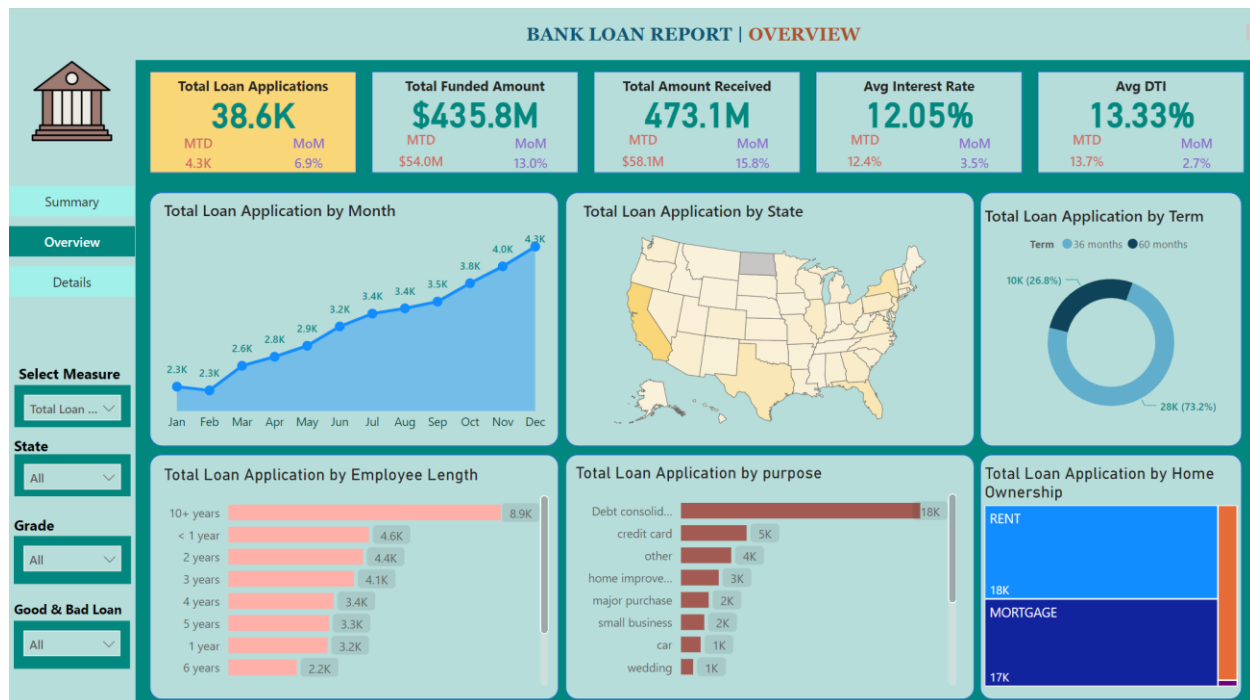 BANK LOAN REPORT | OVERVIEW
Total Loan Applications
38.6K
MTD MoM
4.3K 6.9%
Total Funded Amount
$435.8M
MTD MoM
$54.0M 13.0%
Total Amount Received
473.1M
MTD MoM
$58.1M 15.8%
Avg Interest Rate
12.05%
MTD MoM
12.4% 3.5%
Avg DTI
13.33%
MTD MoM
13.7% 2.7%
Summary
Overview
Details
Select Measure
Total Loan ...
State
All
Grade
All
Good & Bad Loan
All
Total Loan Application by Month
2.3K 2.3K 2.6K 2.8K 2.9K 3.2K 3.4K 3.4K 3.5K 3.8K 4.0K 4.3K
Jan Feb Mar Apr May Jun Jul Aug Sep Oct Nov Dec
Total Loan Application by State
Total Loan Application by Term
Term 36 months 60 months
10K (26.8%)
28K (73.2%)
Total Loan Application by Employee Length
10+ years 8.9K
< 1 year 4.6K
2 years 4.4K
3 years 4.1K
4 years 3.4K
5 years 3.3K
1 year 3.2K
6 years 2.2K
Total Loan Application by purpose
Debt consolid... 18K
credit card 5K
other 4K
home improve... 3K
major purchase 2K
small business 2K
car 1K
wedding 1K
Total Loan Application by Home
Ownership
RENT
18K
MORTGAGE
17K